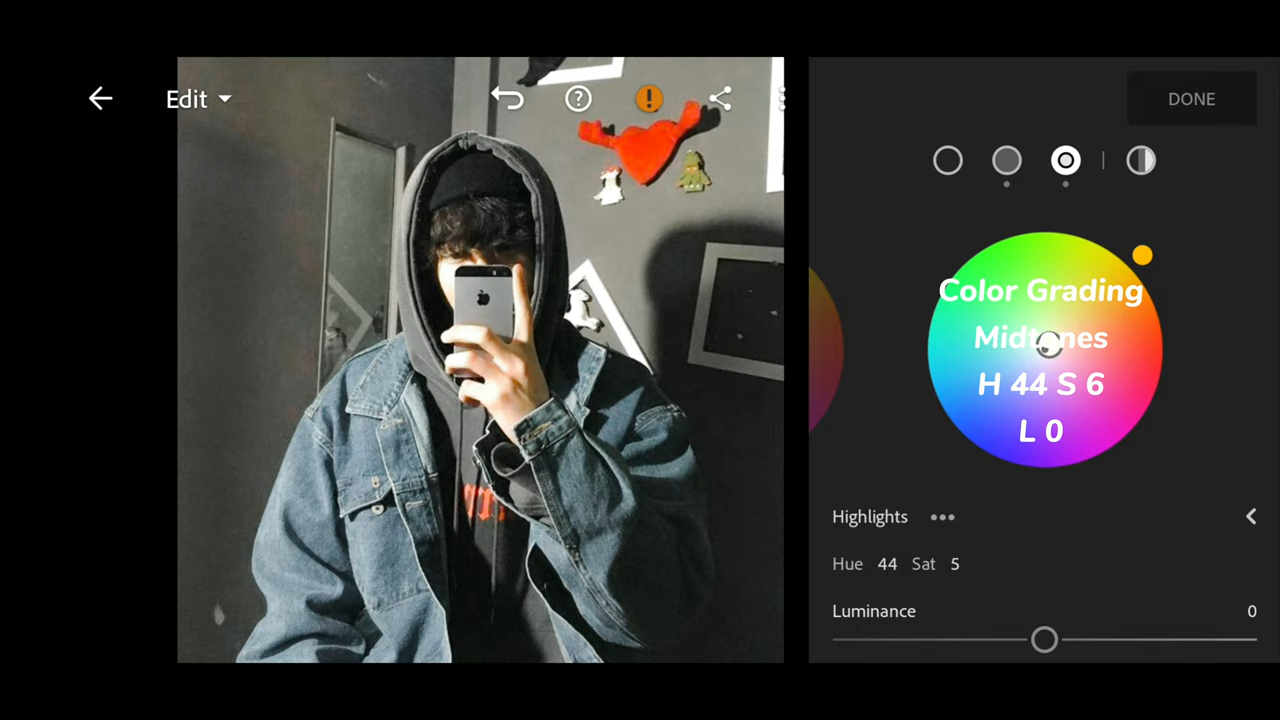 Edit
DONE
Color Grading
Midtones
H 44 S 6
L 0
Highlights
Hue 44 Sat 5
Luminance 0